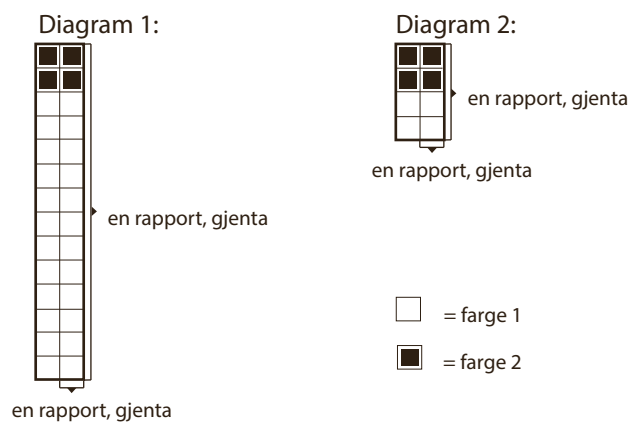 Diagram 1:
en rapport, gjenta
en rapport, gjenta
Diagram 2:
en rapport, gjenta
en rapport, gjenta
= farge 1
= farge 2